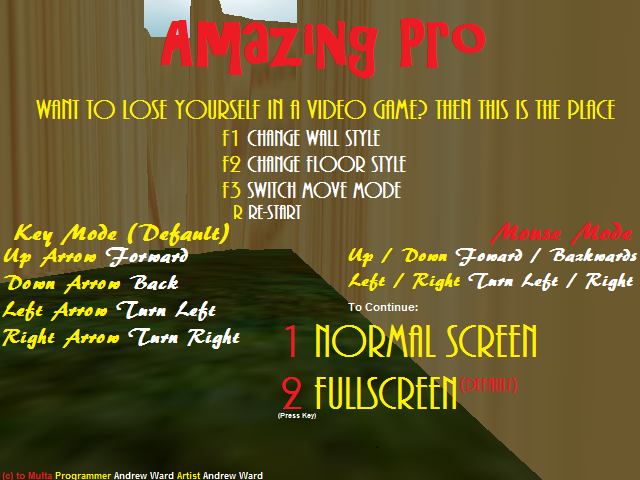 AMazing Pro
WANT TO LOSE YOURSELF IN A VIDEO GAME? THEN THIS IS THE PLACE
F1 CHANGE WALL STYLE
F2 CHANGE FLOOR STYLE
F3 SWITCH MOVE MODE
R RE-START
Key Mode (Default)
Up Arrow Forward
Down Arrow Back
Left Arrow Turn Left
Right Arrow Turn Right
Mouse Mode
Up / Down Foward / Bazkwards
Left / Right Turn Left / Right
To Continue:
1 NORMAL SCREEN
2 FULLSCREEN (DEFAULT)
(Press Key)
(c) to Multa Programmer Andrew Ward Artist Andrew Ward